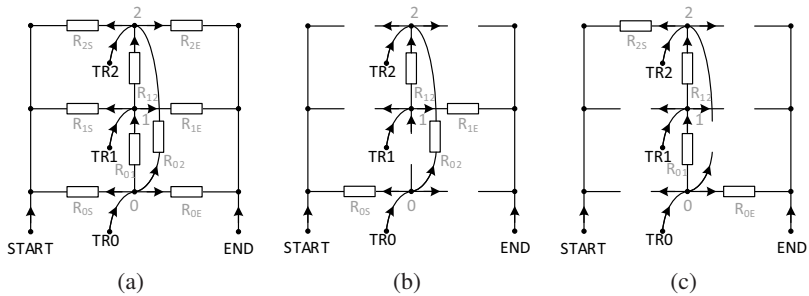 2 2 2
R2S R2E R2S
TR2 TR2 TR2
R12 R12 R12
R1S 1 R1E 1 R1E 1
TR1 TR1 TR1
R01 R02 R02 R01
R0S R0E R0S R0E
0 0 0
START TR0 END START TR0 END START TR0 END
(a) (b) (c)